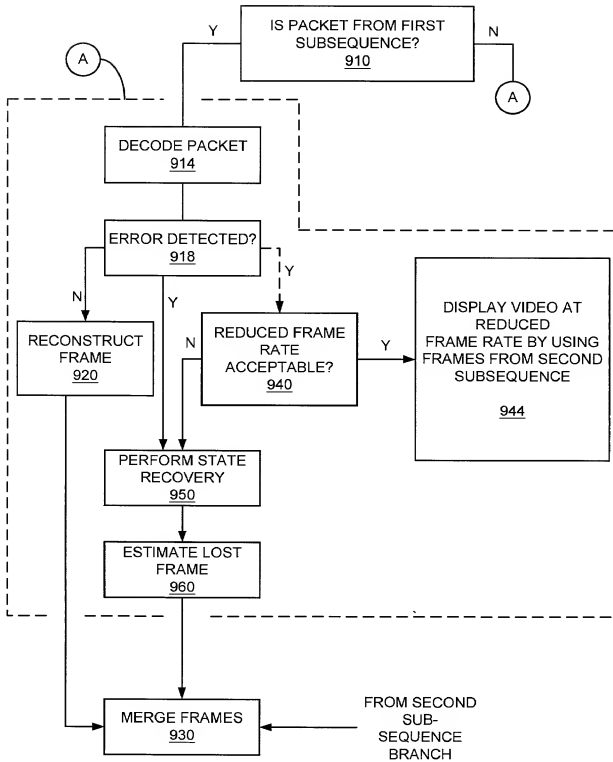 IS PACKET FROM FIRST
SUBSEQUENCE?
910
Y
N
A
A
DECODE PACKET
914
ERROR DETECTED?
918
N
Y
Y
RECONSTRUCT
FRAME
920
N
REDUCED FRAME
RATE
ACCEPTABLE?
940
Y
DISPLAY VIDEO AT
REDUCED
FRAME RATE BY USING
FRAMES FROM SECOND
SUBSEQUENCE
944
PERFORM STATE
RECOVERY
950
ESTIMATE LOST
FRAME
960
MERGE FRAMES
930
FROM SECOND
SUB-
SEQUENCE
BRANCH